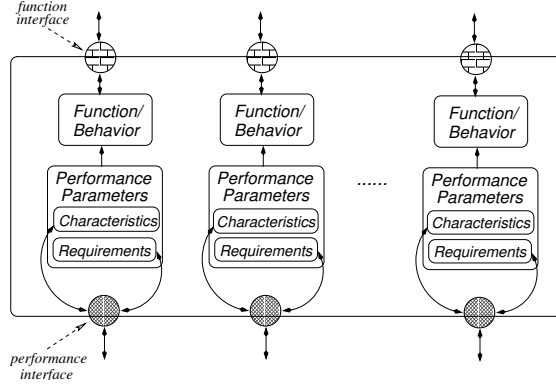 function
interface
Function/
Behavior
Performance
Parameters
Characteristics
Requirements
Function/
Behavior
Performance
Parameters
Characteristics
Requirements
......
Function/
Behavior
Performance
Parameters
Characteristics
Requirements
performance
interface